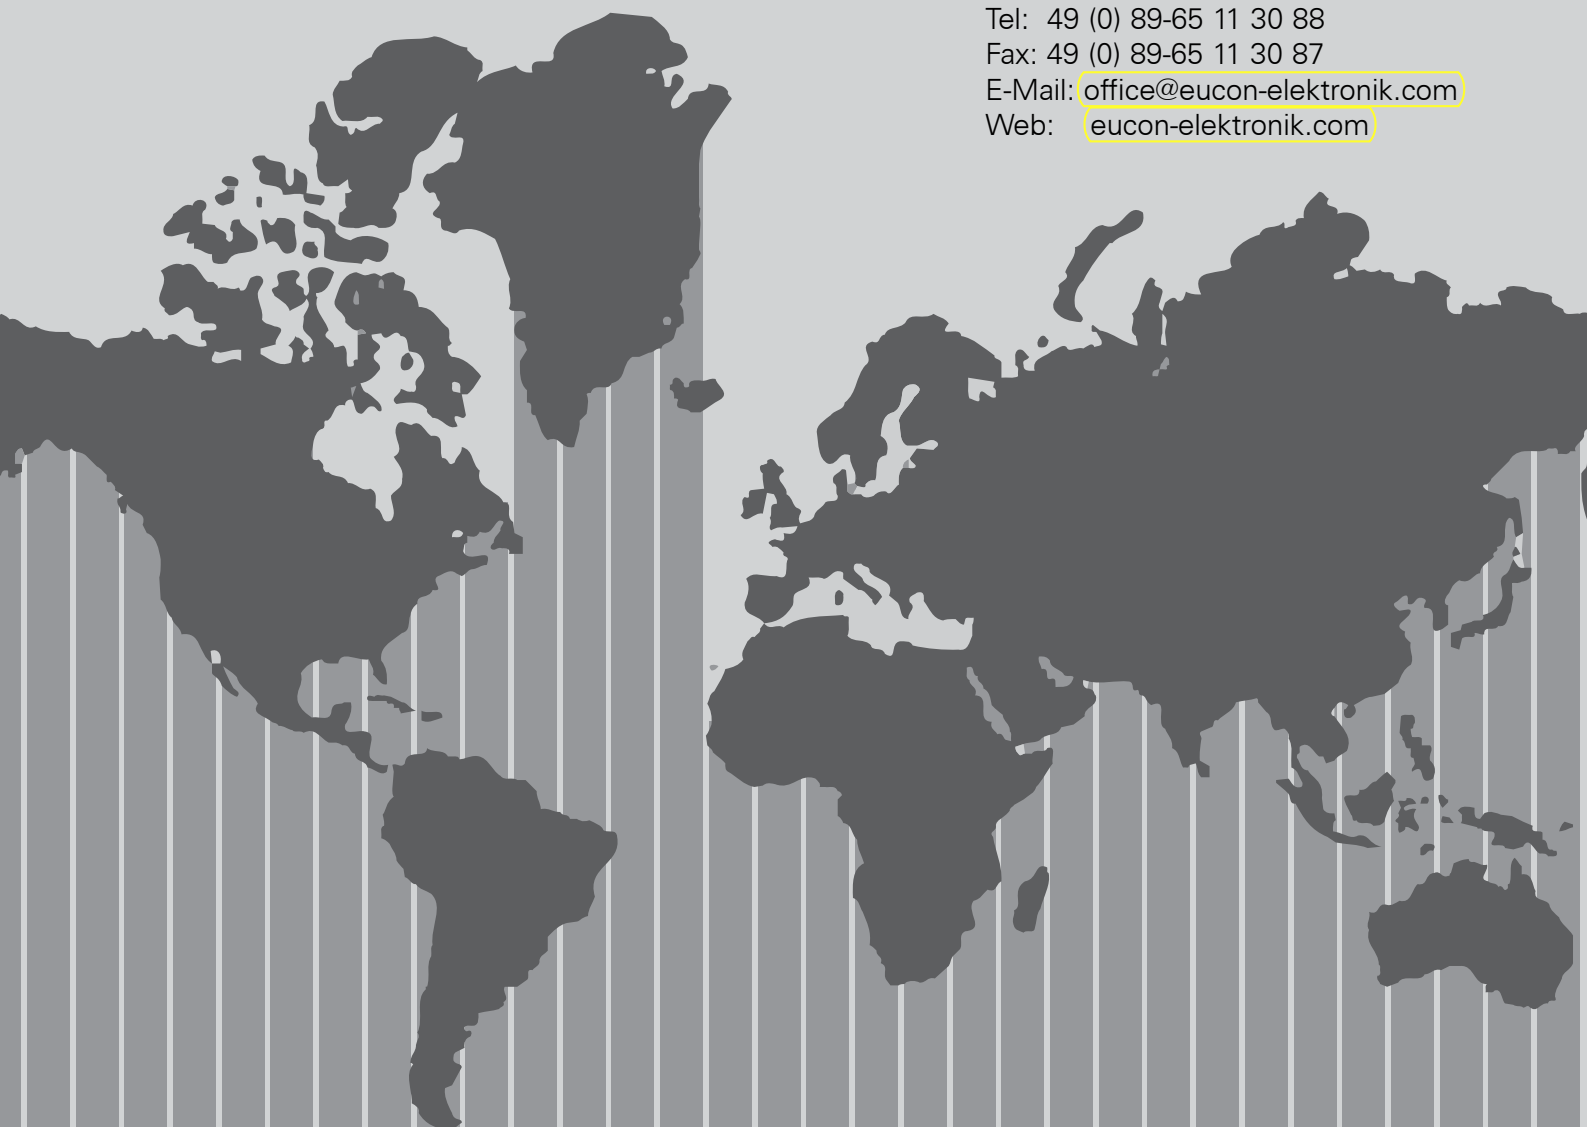 Tel: 49 (0) 89-65 11 30 88
Fax: 49 (0) 89-65 11 30 87
E-Mail: office@eucon-elektronik.com
Web: eucon-elektronik.com